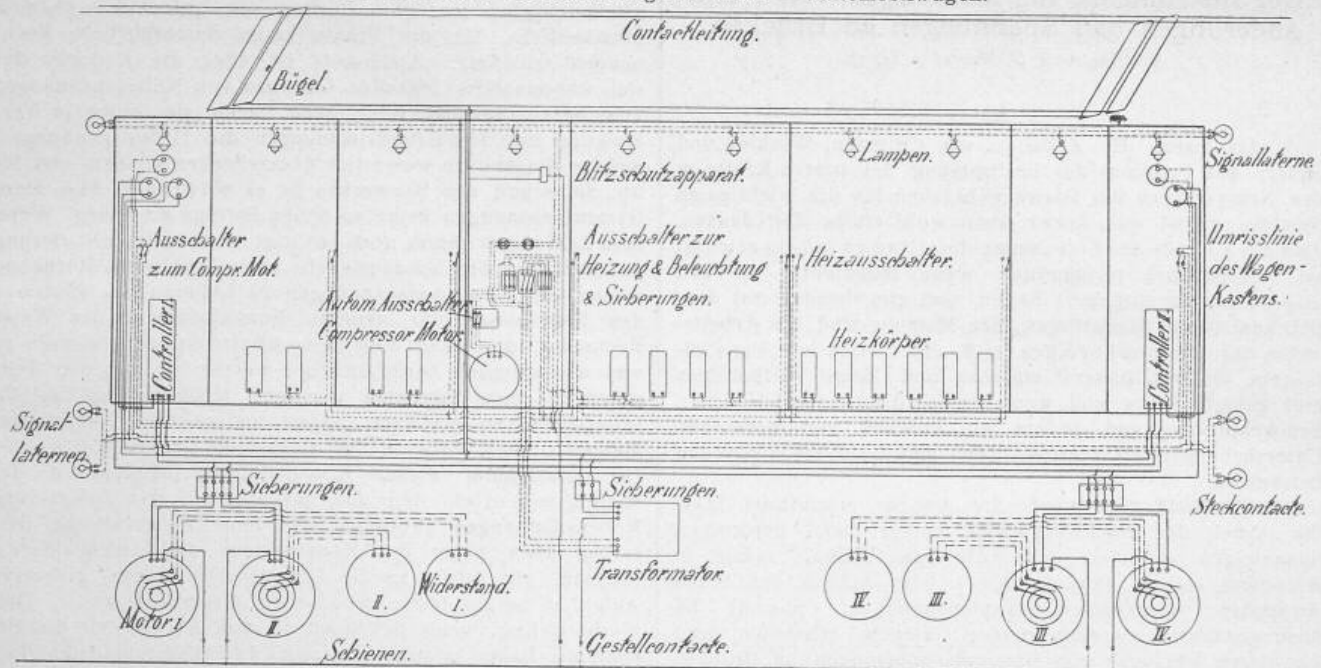 Contactleitung.
Bügel.
Lampen.
Signallaterne.
Blitzschutzapparat.
Ausschalter
zum Compr. Mot.
Ausschalter zur
Heizung & Beleuchtung
& Sicherungen.
Heizausschalter.
Umrisslinie
des Wagen-
Kastens.
Autom. Ausschalter
Compressor Motor.
Controller I.
Heizkörper.
Controller II.
Signal-
laternen
Sicherungen.
Sicherungen.
Steckcontacte.
Transformator.
Motor I
II.
II.
Widerstand.
I.
IV.
III.
III.
IV.
Schienen.
Gestellcontacte.